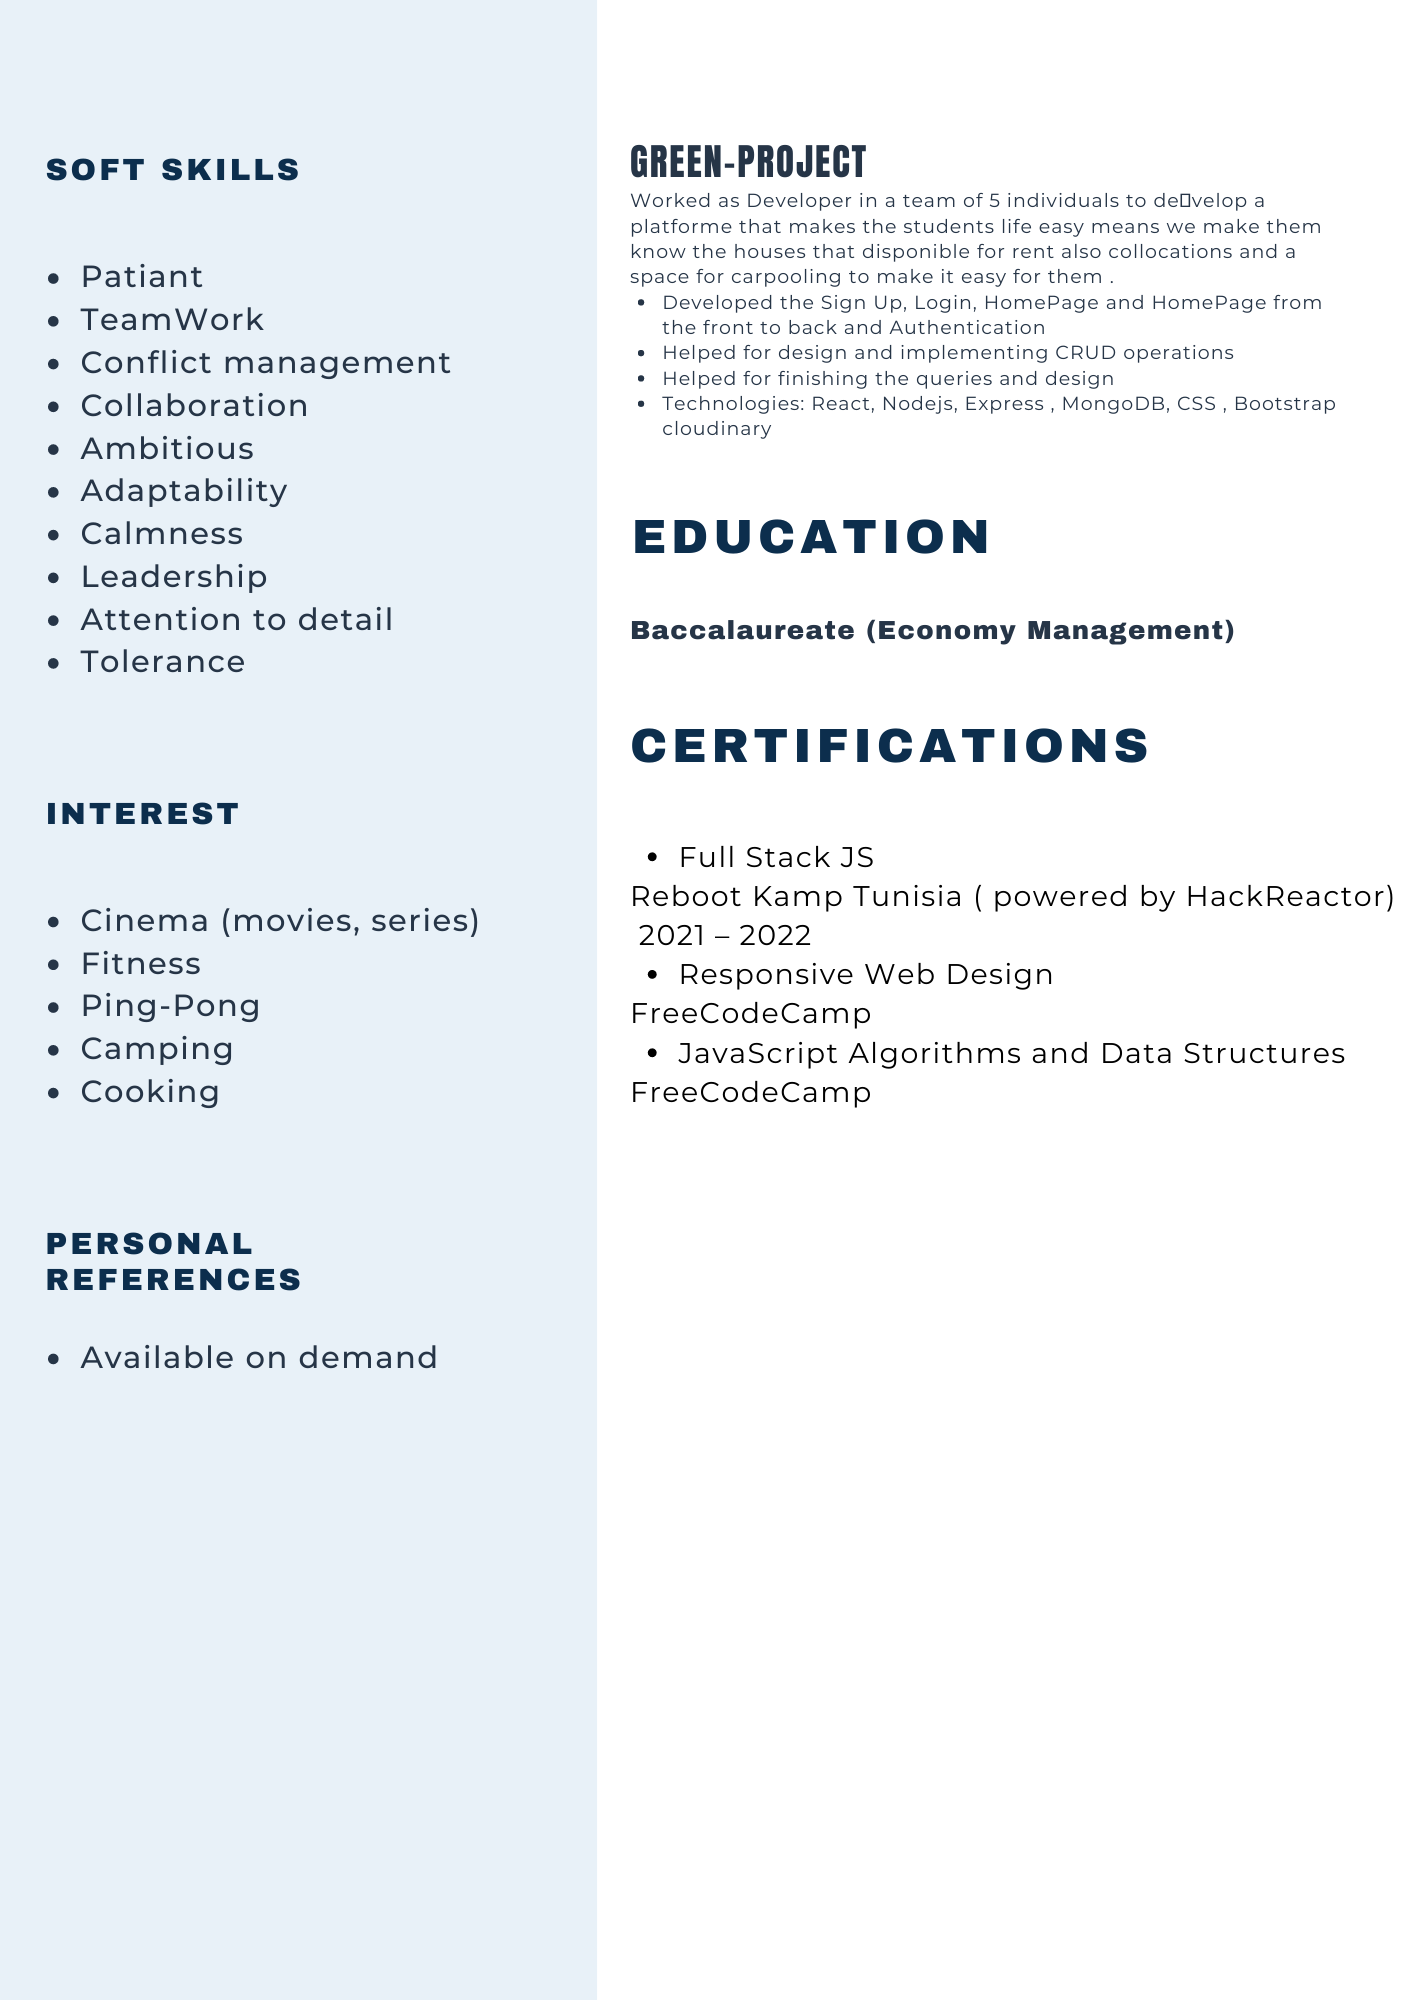 SOFT SKILLS
• Patiant
• TeamWork
• Conflict management
• Collaboration
• Ambitious
• Adaptability
• Calmness
• Leadership
• Attention to detail
• Tolerance
INTEREST
• Cinema (movies, series)
• Fitness
• Ping-Pong
• Camping
• Cooking
PERSONAL
REFERENCES
• Available on demand
GREEN-PROJECT
Worked as Developer in a team of 5 individuals to de▯velop a
platforme that makes the students life easy means we make them
know the houses that disponible for rent also collocations and a
space for carpooling to make it easy for them .
• Developed the Sign Up, Login, HomePage and HomePage from
the front to back and Authentication
• Helped for design and implementing CRUD operations
• Helped for finishing the queries and design
• Technologies: React, Nodejs, Express , MongoDB, CSS , Bootstrap
cloudinary
EDUCATION
Baccalaureate (Economy Management)
CERTIFICATIONS
• Full Stack JS
Reboot Kamp Tunisia ( powered by HackReactor)
2021 – 2022
• Responsive Web Design
FreeCodeCamp
• JavaScript Algorithms and Data Structures
FreeCodeCamp